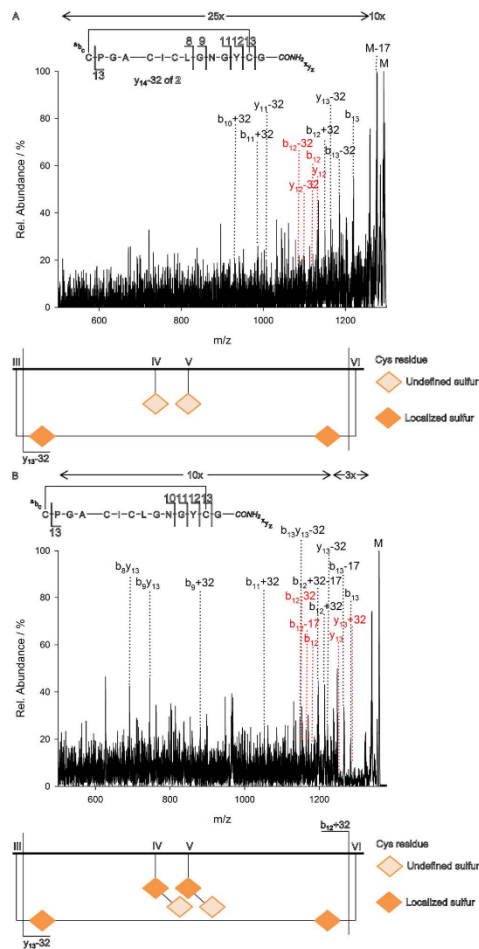 A
25x
10x
a b c
C-P-G-A-C-I-C-L-G-N-G-Y-C-G-CONH2
x y z
8 9 11 12 13
13
y14-32 of 2
M-17
M
y13-32
y11-32
b10+32
b12+32
b13
b11+32
b12-32
b12
b13-32
y12
y12-32
Rel. Abundance / %
100
80
60
40
20
0
600 800 1000 1200
m/z
III IV V VI
Cys residue
Undefined sulfur
Localized sulfur
y13-32
B
10x
3x
a b c
10 11 12 13
C-P-G-A-C-I-C-L-G-N-G-Y-C-G-CONH2
x y z
13
b13y13-32
M
y13-32
b8y13
b13-17
b9y13
b9+32
b11+32
b12+32-17
b13
b12-32
b12+32
b12-17
y13+32
b12
y13
Rel. Abundance / %
100
80
60
40
20
0
600 800 1000 1200
m/z
b12+32
III IV V VI
Cys residue
Undefined sulfur
Localized sulfur
y13-32